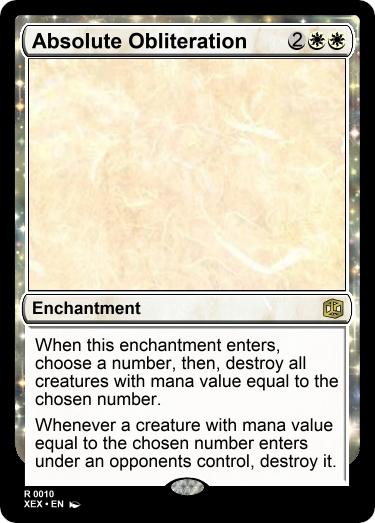 Absolute Obliteration 2
Enchantment
When this enchantment enters,
choose a number, then, destroy all
creatures with mana value equal to the
chosen number.
Whenever a creature with mana value
equal to the chosen number enters
under an opponents control, destroy it.
R 0010
XEX • EN